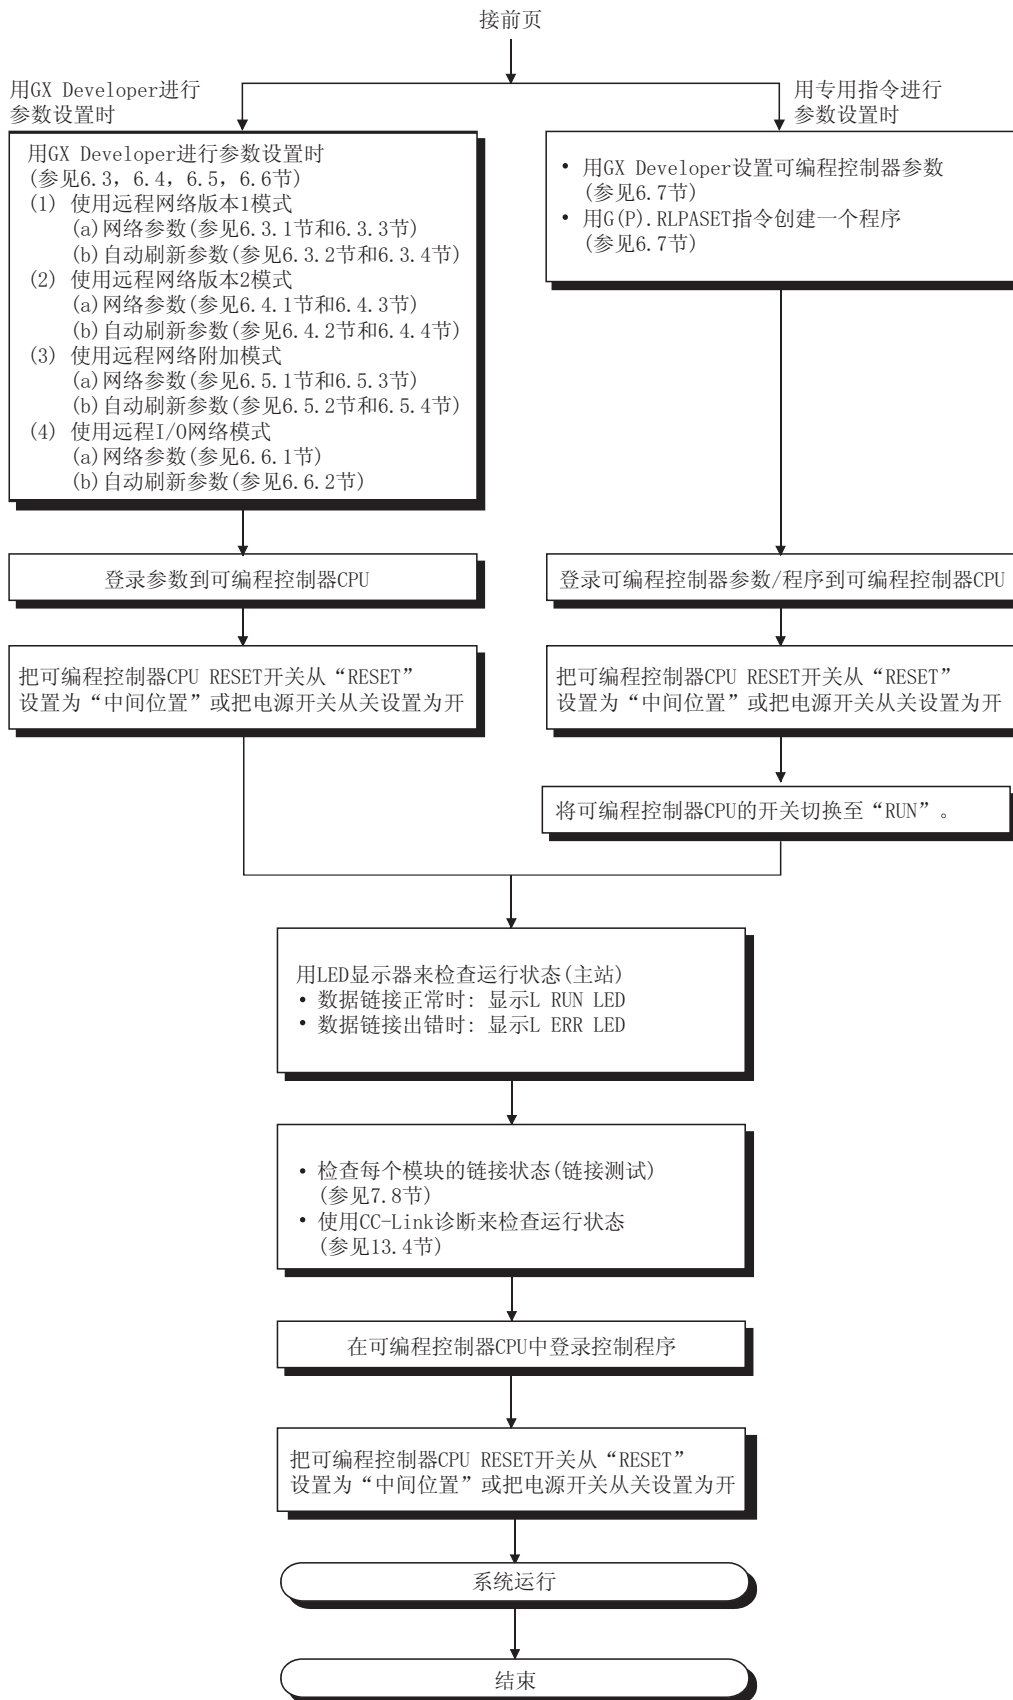 接前页
用GX Developer进行
参数设置时
用专用指令进行
参数设置时
用GX Developer进行参数设置时
(参见6.3, 6.4, 6.5, 6.6节)
(1) 使用远程网络版本1模式
(a)网络参数(参见6.3.1节和6.3.3节)
(b)自动刷新参数(参见6.3.2节和6.3.4节)
(2) 使用远程网络版本2模式
(a)网络参数(参见6.4.1节和6.4.3节)
(b)自动刷新参数(参见6.4.2节和6.4.4节)
(3) 使用远程网络附加模式
(a)网络参数(参见6.5.1节和6.5.3节)
(b)自动刷新参数(参见6.5.2节和6.5.4节)
(4) 使用远程I/O网络模式
(a)网络参数(参见6.6.1节)
(b)自动刷新参数(参见6.6.2节)
• 用GX Developer设置可编程控制器参数
(参见6.7节)
• 用G(P).RLPASET指令创建一个程序
(参见6.7节)
登录参数到可编程控制器CPU
登录可编程控制器参数/程序到可编程控制器CPU
把可编程控制器CPU RESET开关从“RESET”
设置为“中间位置”或把电源开关从关设置为开
把可编程控制器CPU RESET开关从“RESET”
设置为“中间位置”或把电源开关从关设置为开
将可编程控制器CPU的开关切换至“RUN”。
用LED显示器来检查运行状态(主站)
• 数据链接正常时: 显示L RUN LED
• 数据链接出错时: 显示L ERR LED
• 检查每个模块的链接状态(链接测试)
(参见7.8节)
• 使用CC-Link诊断来检查运行状态
(参见13.4节)
在可编程控制器CPU中登录控制程序
把可编程控制器CPU RESET开关从“RESET”
设置为“中间位置”或把电源开关从关设置为开
系统运行
结束